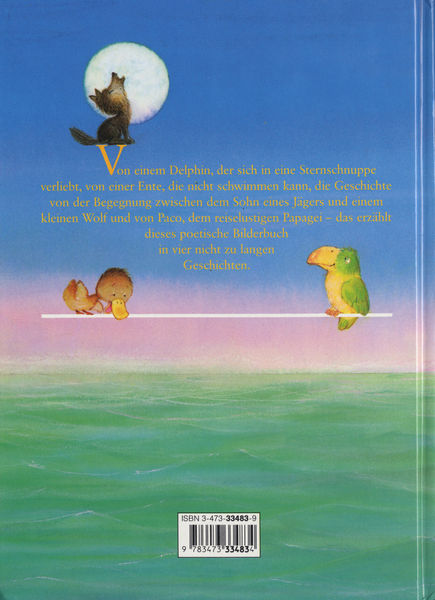 Von einem Delphin, der sich in eine Sternschnuppe
verliebt, von einer Ente, die nicht schwimmen kann, die Geschichte
von der Begegnung zwischen dem Sohn eines Jägers und einem
kleinen Wolf und von Paco, dem reiselustigen Papagei – das erzählt
dieses poetische Bilderbuch
in vier nicht zu langen
Geschichten.
ISBN 3-473-33483-9
9 783473 334834